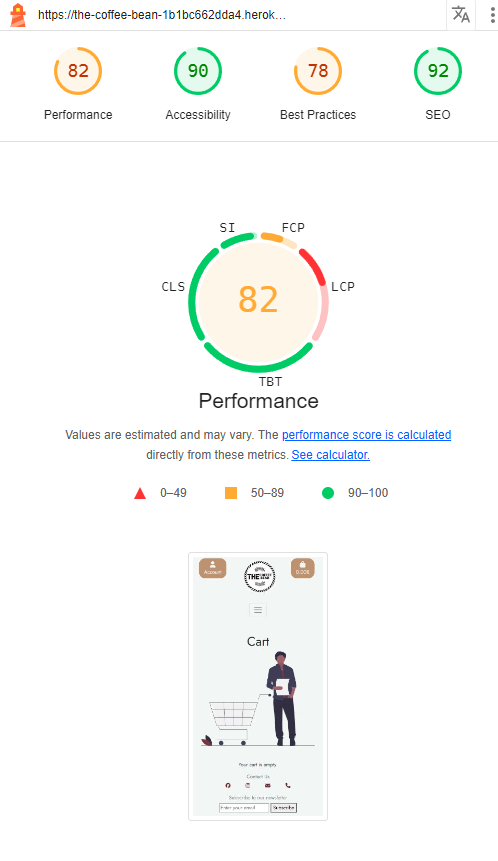 https://the-coffee-bean-1b1bc662dda4.herok...
82 90 78 92
Performance Accessibility Best Practices SEO
SI FCP
CLS LCP
82
TBT
Performance
Values are estimated and may vary. The performance score is calculated
directly from these metrics. See calculator.
0–49 50–89 90–100
Account 0.00€
THE
Cart
Your cart is empty
Contact Us
Subscribe to our newsletter
Enter your email Subscribe